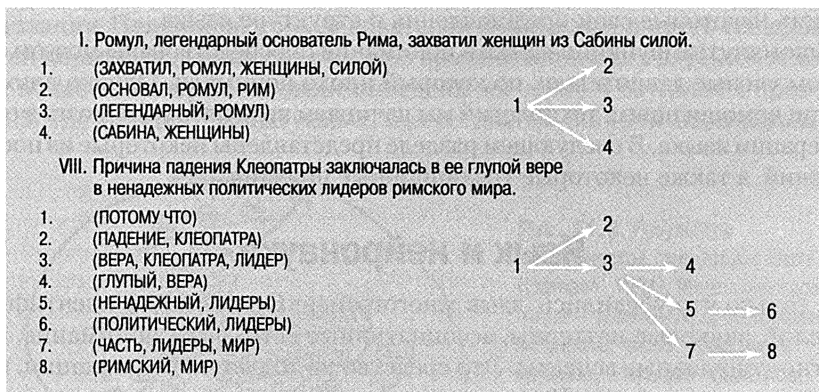 I. Ромул, легендарный основатель Рима, захватил женщин из Сабины силой.
1. (ЗАХВАТИЛ, РОМУЛ, ЖЕНЩИНЫ, СИЛОЙ)
2. (ОСНОВАЛ, РОМУЛ, РИМ)
3. (ЛЕГЕНДАРНЫЙ, РОМУЛ)
4. (САБИНА, ЖЕНЩИНЫ)
2
1 3
4
VIII. Причина падения Клеопатры заключалась в ее глупой вере
в ненадежных политических лидеров римского мира.
1. (ПОТОМУ ЧТО)
2. (ПАДЕНИЕ, КЛЕОПАТРА)
3. (ВЕРА, КЛЕОПАТРА, ЛИДЕР)
4. (ГЛУПЫЙ, ВЕРА)
5. (НЕНАДЕЖНЫЙ, ЛИДЕРЫ)
6. (ПОЛИТИЧЕСКИЙ, ЛИДЕРЫ)
7. (ЧАСТЬ, ЛИДЕРЫ, МИР)
8. (РИМСКИЙ, МИР)
2
1 3 4
5 6
7 8